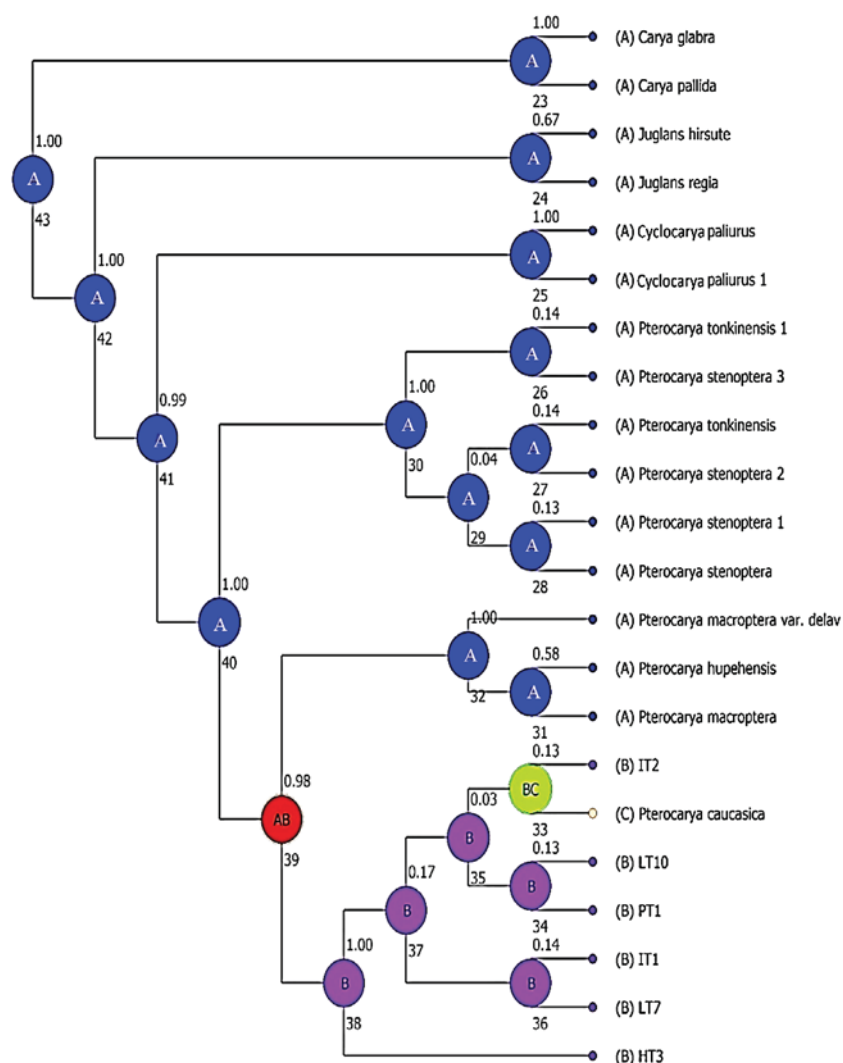 1.00
(A) Carya glabra
A
(A) Carya pallida
23
0.67
(A) Juglans hirsute
1.00
A
A
(A) Juglans regia
24
43
1.00
(A) Cyclocarya paliurus
1.00
A
A
(A) Cyclocarya paliurus 1
25
42
0.14
(A) Pterocarya tonkinensis 1
A
1.00
(A) Pterocarya stenoptera 3
26
0.99
0.14
(A) Pterocarya tonkinensis
A
A
0.04
A
30
(A) Pterocarya stenoptera 2
27
41
A
0.13
(A) Pterocarya stenoptera 1
29
A
(A) Pterocarya stenoptera
28
1.00
1.00
(A) Pterocarya macroptera var. delav
A
40
A
0.58
(A) Pterocarya hupehensis
32
A
(A) Pterocarya macroptera
31
0.13
(B) IT2
0.98
BC
0.03
(C) Pterocarya caucasica
AB
33
B
39
0.13
(B) LT10
0.17
35
B
(B) PT1
34
B
1.00
37
0.14
(B) IT1
B
B
(B) LT7
38
36
(B) HT3